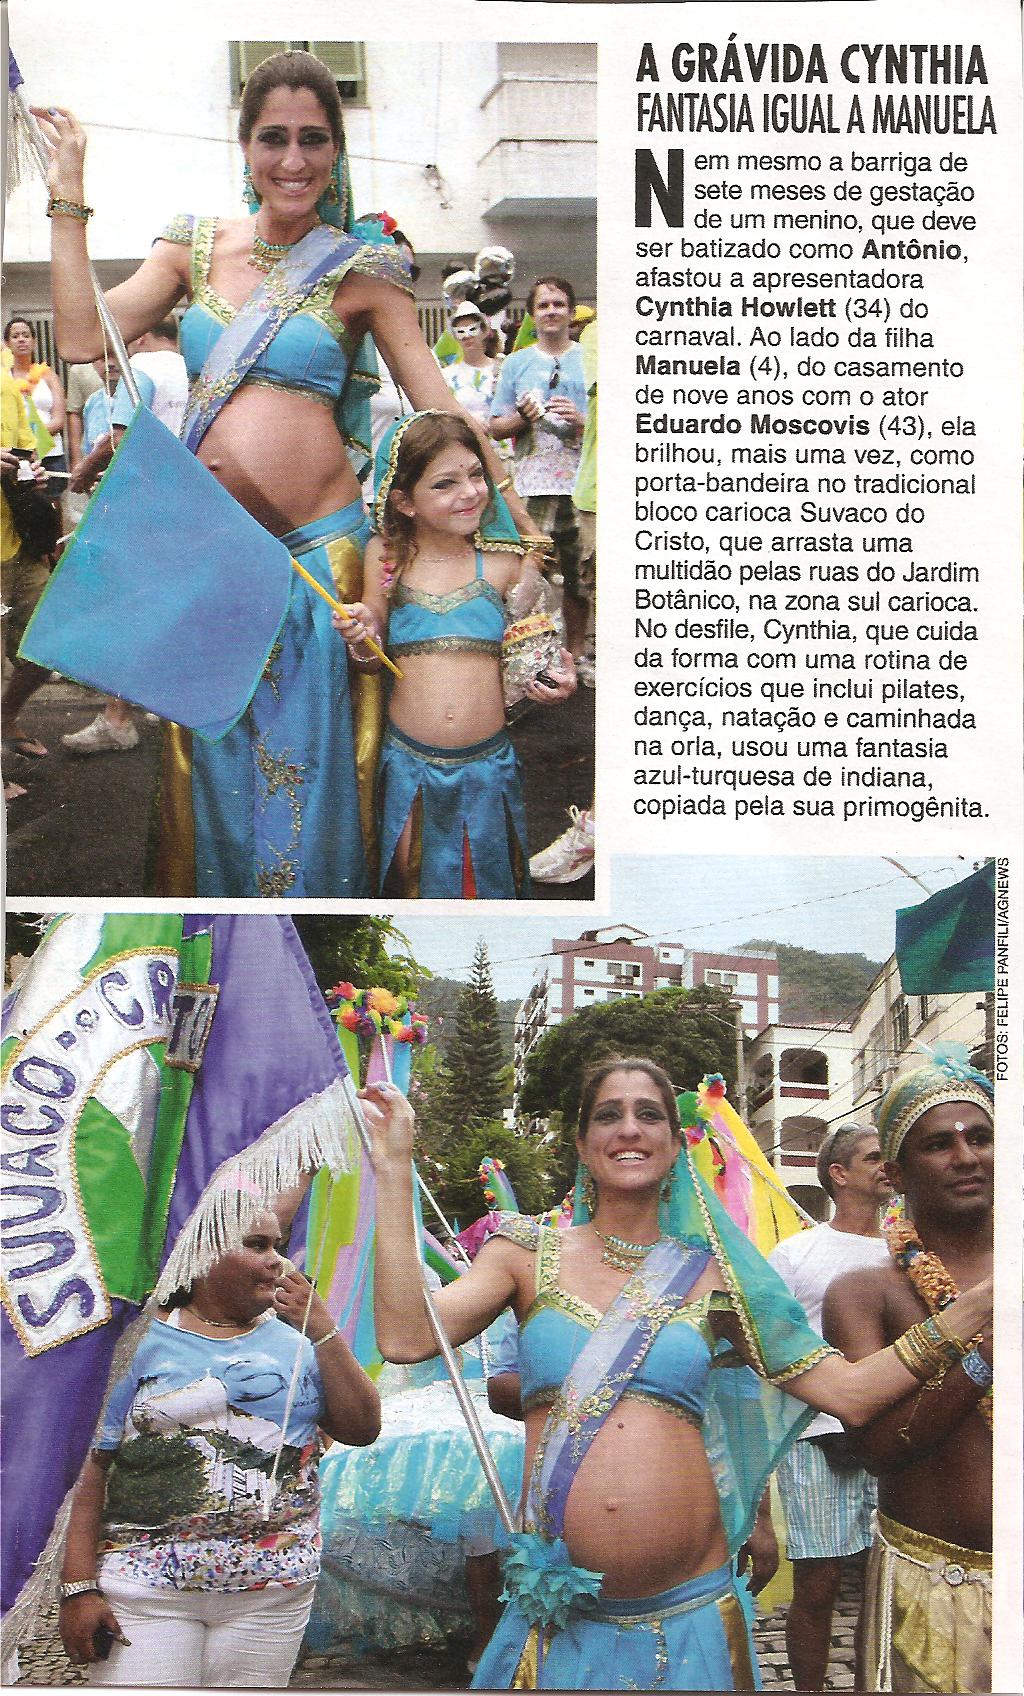 A GRÁVIDA CYNTHIA
FANTASIA IGUAL A MANUELA
Nem mesmo a barriga de
sete meses de gestação
de um menino, que deve
ser batizado como Antônio,
afastou a apresentadora
Cynthia Howlett (34) do
carnaval. Ao lado da filha
Manuela (4), do casamento
de nove anos com o ator
Eduardo Moscovis (43), ela
brilhou, mais uma vez, como
porta-bandeira no tradicional
bloco carioca Suvaco do
Cristo, que arrasta uma
multidão pelas ruas do Jardim
Botânico, na zona sul carioca.
No desfile, Cynthia, que cuida
da forma com uma rotina de
exercícios que inclui pilates,
dança, natação e caminhada
na orla, usou uma fantasia
azul-turquesa de indiana,
copiada pela sua primogênita.
FOTOS: FELIPE PANFILI/AGNEWS
SUVACO DO